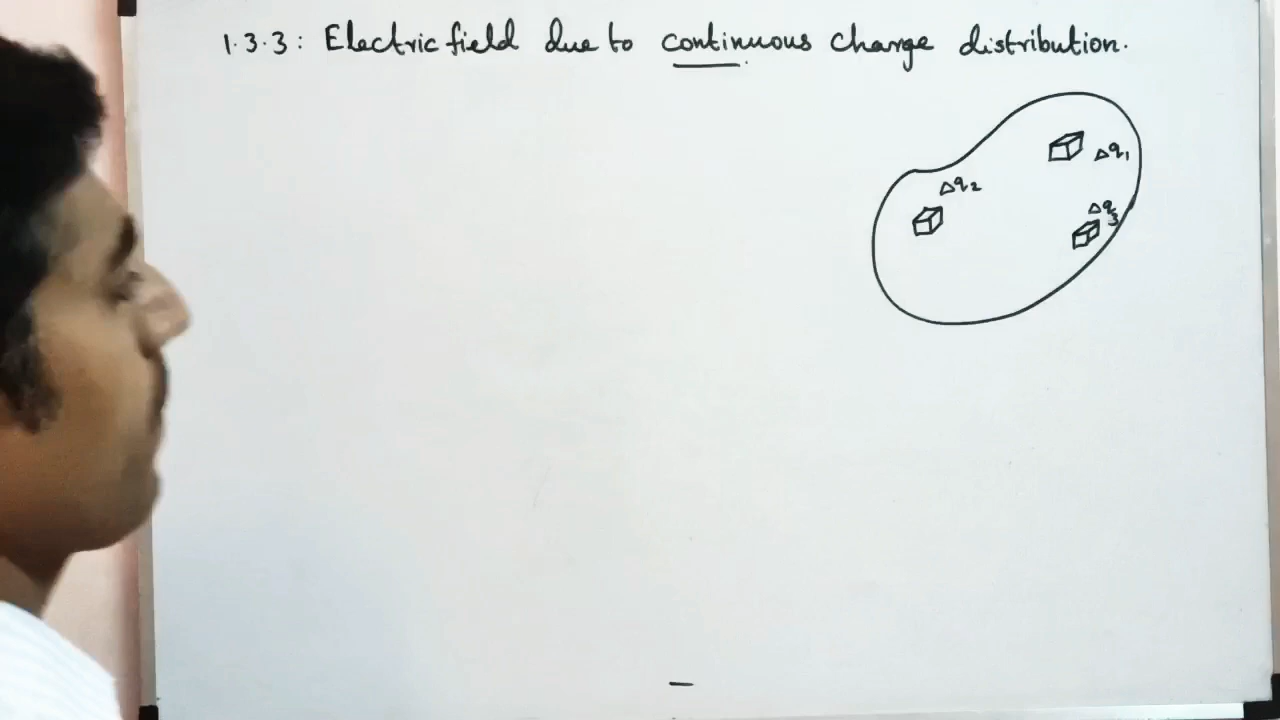 1.3.3: Electric field due to continuous charge distribution.
Δq₁
Δq₂
Δq₃